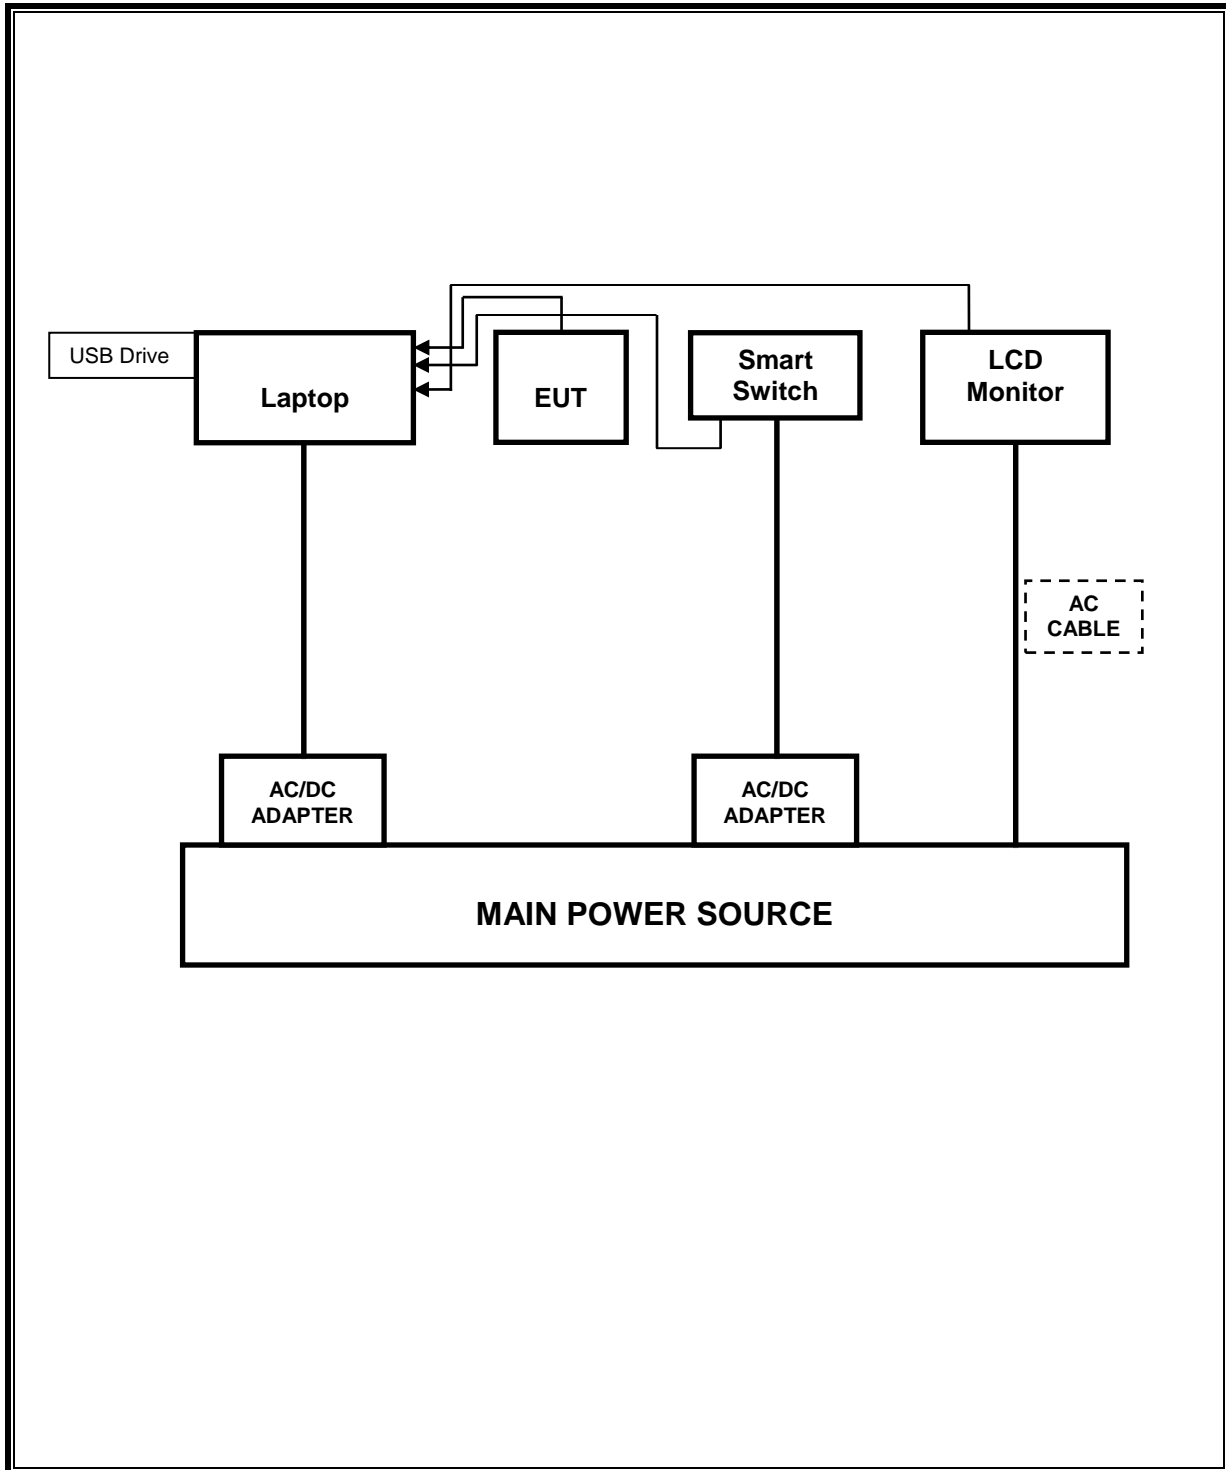 USB Drive
Laptop
EUT
Smart
Switch
LCD
Monitor
AC
CABLE
AC/DC
ADAPTER
AC/DC
ADAPTER
MAIN POWER SOURCE